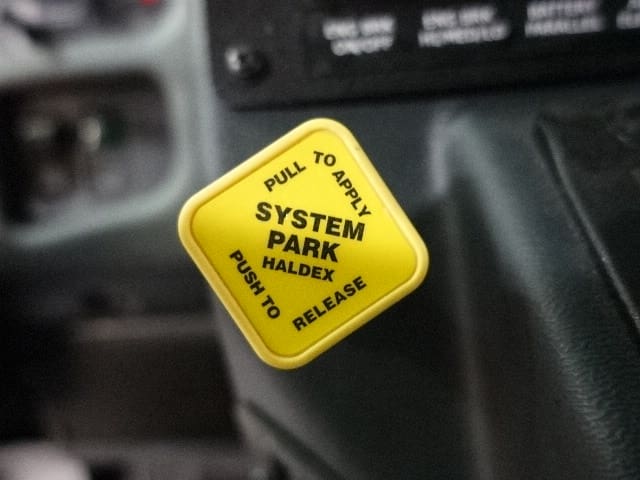 PULL TO APPLY
SYSTEM
PARK
HALDEX
PUSH TO RELEASE